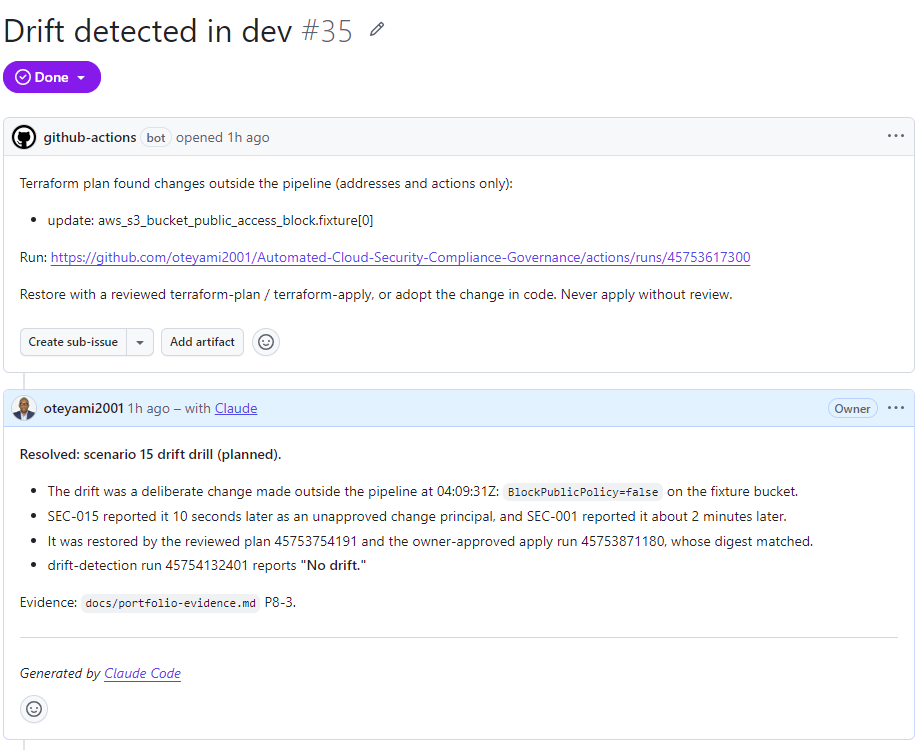 Drift detected in dev #35
Done
github-actions bot opened 1h ago
Terraform plan found changes outside the pipeline (addresses and actions only):
update: aws_s3_bucket_public_access_block.fixture[0]
Run: https://github.com/oteyami2001/Automated-Cloud-Security-Compliance-Governance/actions/runs/45753617300
Restore with a reviewed terraform-plan / terraform-apply, or adopt the change in code. Never apply without review.
Create sub-issue Add artifact
oteyami2001 1h ago – with Claude Owner
Resolved: scenario 15 drift drill (planned).
The drift was a deliberate change made outside the pipeline at 04:09:31Z: BlockPublicPolicy=false on the fixture bucket.
SEC-015 reported it 10 seconds later as an unapproved change principal, and SEC-001 reported it about 2 minutes later.
It was restored by the reviewed plan 45753754191 and the owner-approved apply run 45753871180, whose digest matched.
drift-detection run 45754132401 reports "No drift."
Evidence: docs/portfolio-evidence.md P8-3.
Generated by Claude Code